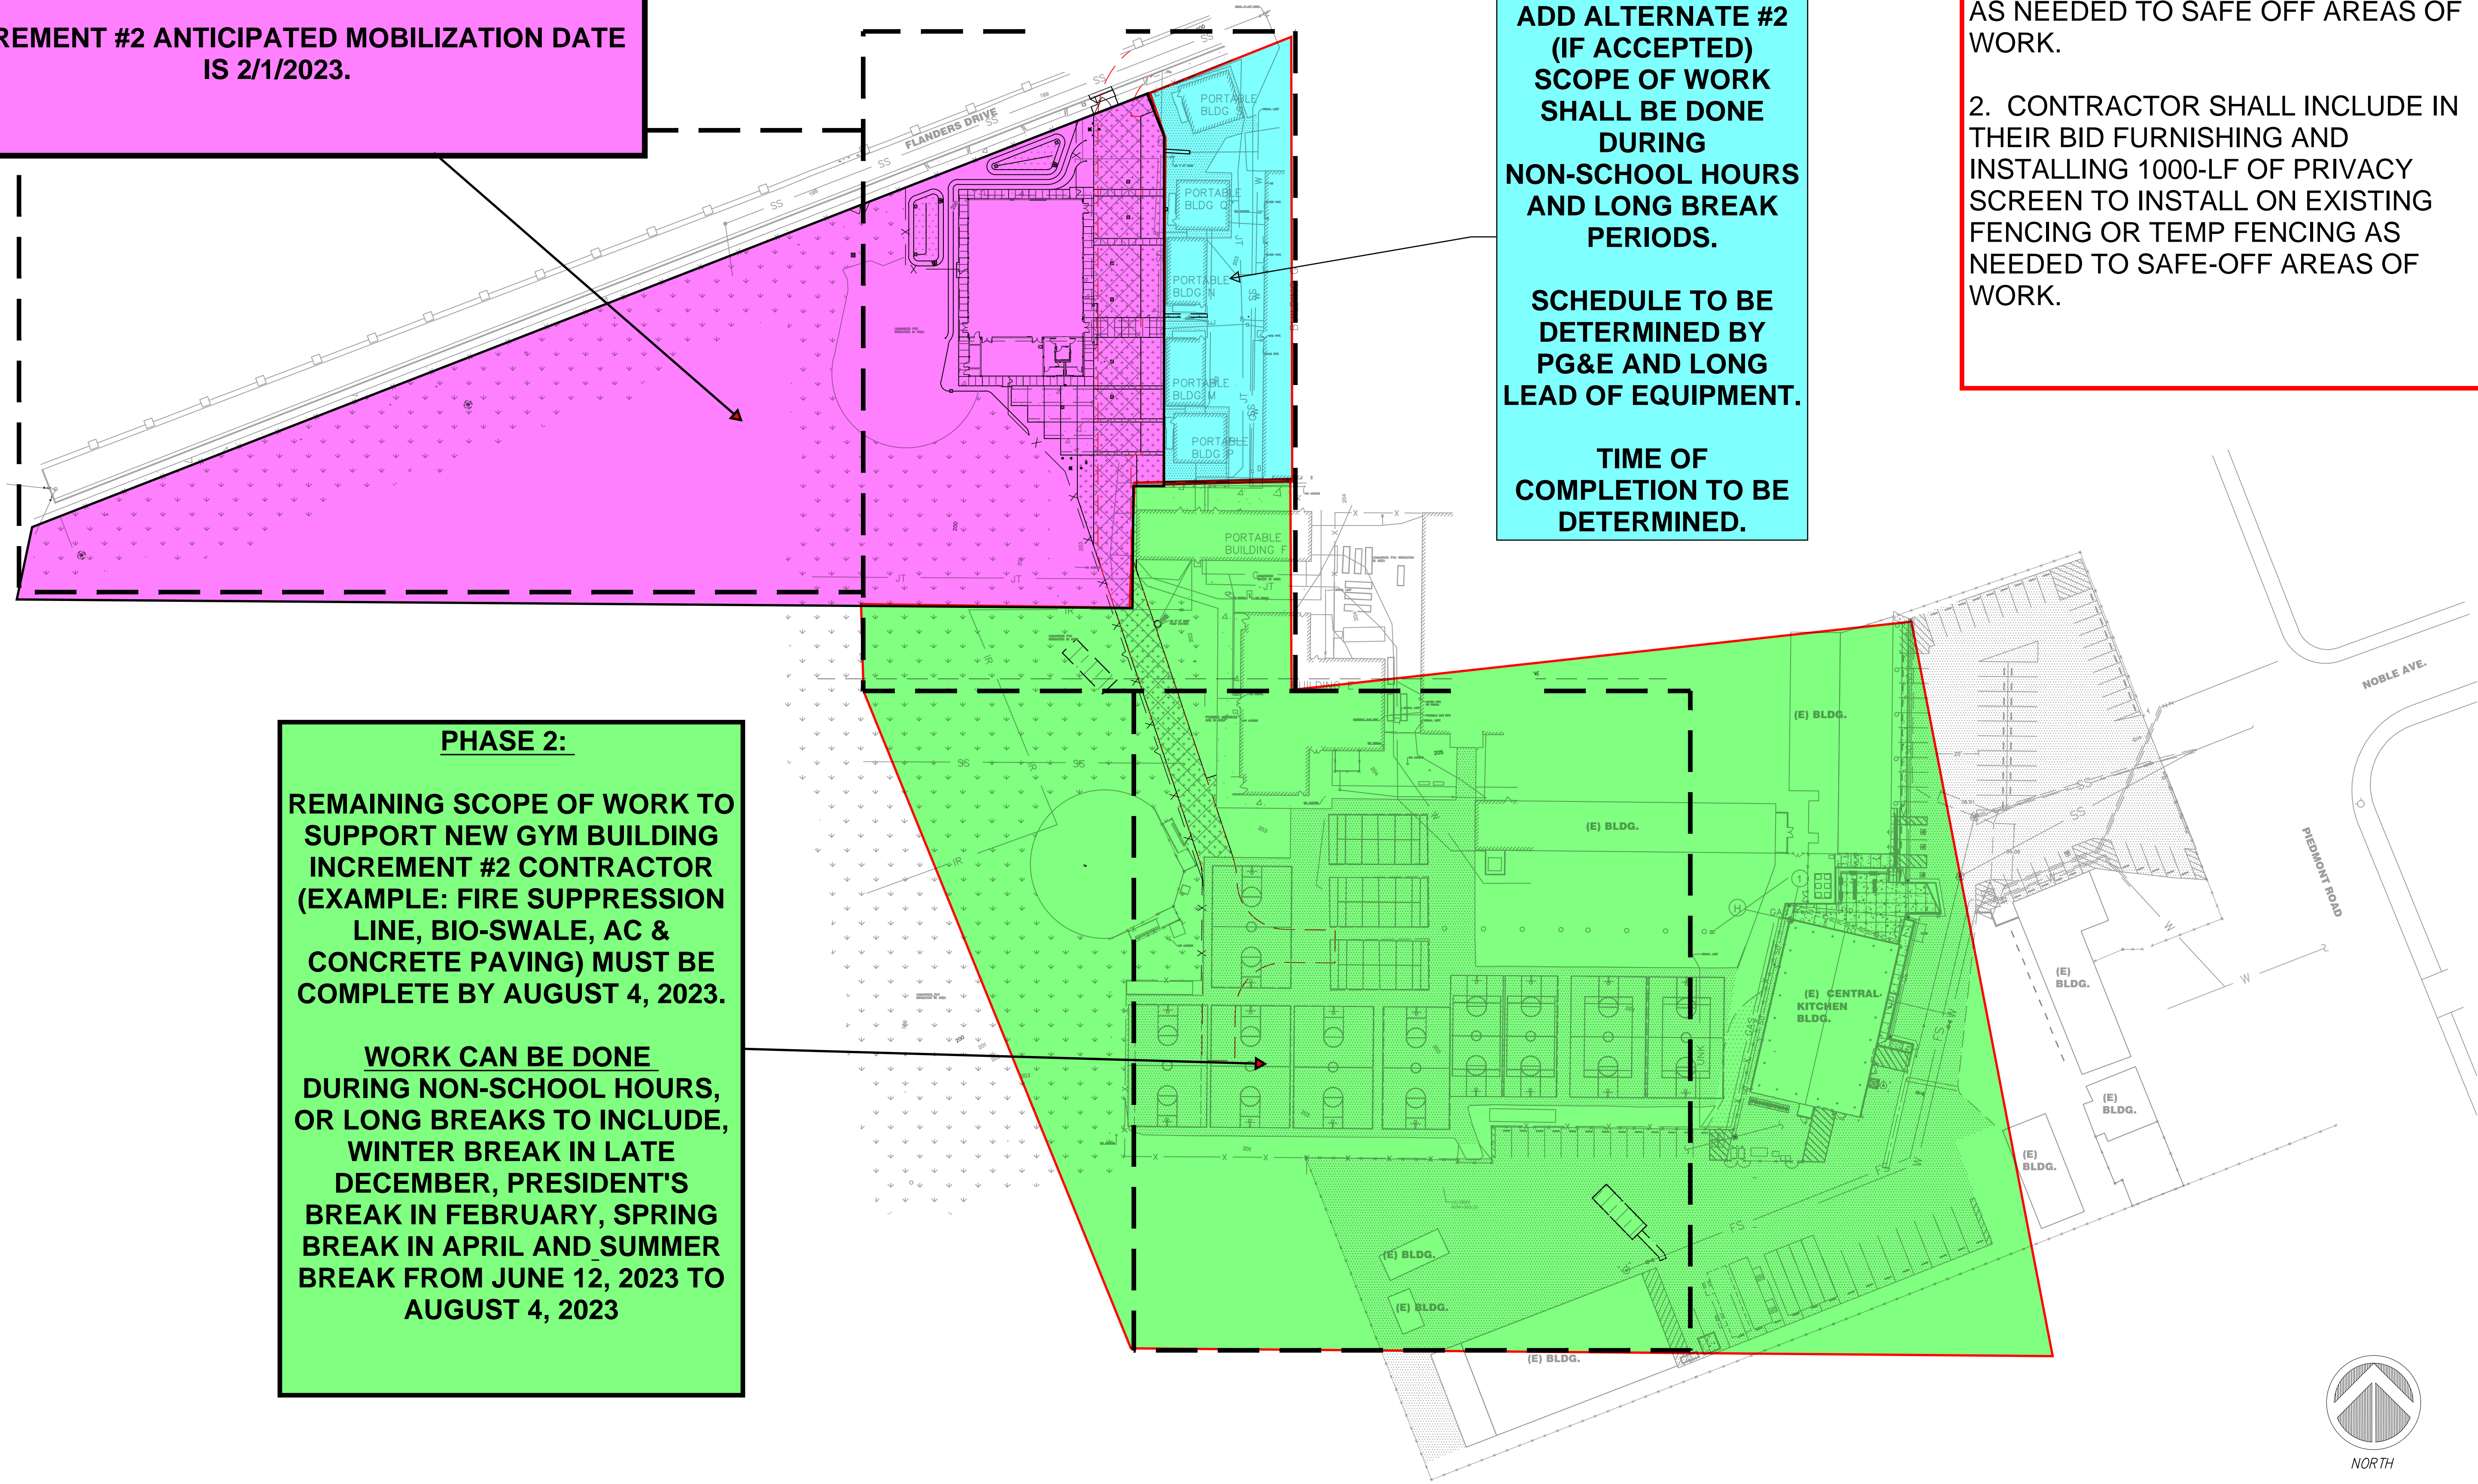 REMENT #2 ANTICIPATED MOBILIZATION DATE
IS 2/1/2023.
ADD ALTERNATE #2
(IF ACCEPTED)
SCOPE OF WORK
SHALL BE DONE
DURING
NON-SCHOOL HOURS
AND LONG BREAK
PERIODS.
SCHEDULE TO BE
DETERMINED BY
PG&E AND LONG
LEAD OF EQUIPMENT.
TIME OF
COMPLETION TO BE
DETERMINED.
AS NEEDED TO SAFE OFF AREAS OF
WORK.
2. CONTRACTOR SHALL INCLUDE IN
THEIR BID FURNISHING AND
INSTALLING 1000-LF OF PRIVACY
SCREEN TO INSTALL ON EXISTING
FENCING OR TEMP FENCING AS
NEEDED TO SAFE-OFF AREAS OF
WORK.
FLANDERS DRIVE
PORTABLE
BLDG S
PORTABLE
BLDG Q
PORTABLE
BLDG N
PORTABLE
BLDG M
PORTABLE
BLDG P
PORTABLE
BUILDING F
PHASE 2:
REMAINING SCOPE OF WORK TO
SUPPORT NEW GYM BUILDING
INCREMENT #2 CONTRACTOR
(EXAMPLE: FIRE SUPPRESSION
LINE, BIO-SWALE, AC &
CONCRETE PAVING) MUST BE
COMPLETE BY AUGUST 4, 2023.
WORK CAN BE DONE
DURING NON-SCHOOL HOURS,
OR LONG BREAKS TO INCLUDE,
WINTER BREAK IN LATE
DECEMBER, PRESIDENT'S
BREAK IN FEBRUARY, SPRING
BREAK IN APRIL AND SUMMER
BREAK FROM JUNE 12, 2023 TO
AUGUST 4, 2023
(E) BLDG.
(E) BLDG.
(E) CENTRAL
KITCHEN
BLDG.
(E) BLDG.
(E) BLDG.
(E) BLDG.
(E)
BLDG.
(E)
BLDG.
(E)
BLDG.
NOBLE AVE.
PIEDMONT ROAD
NORTH